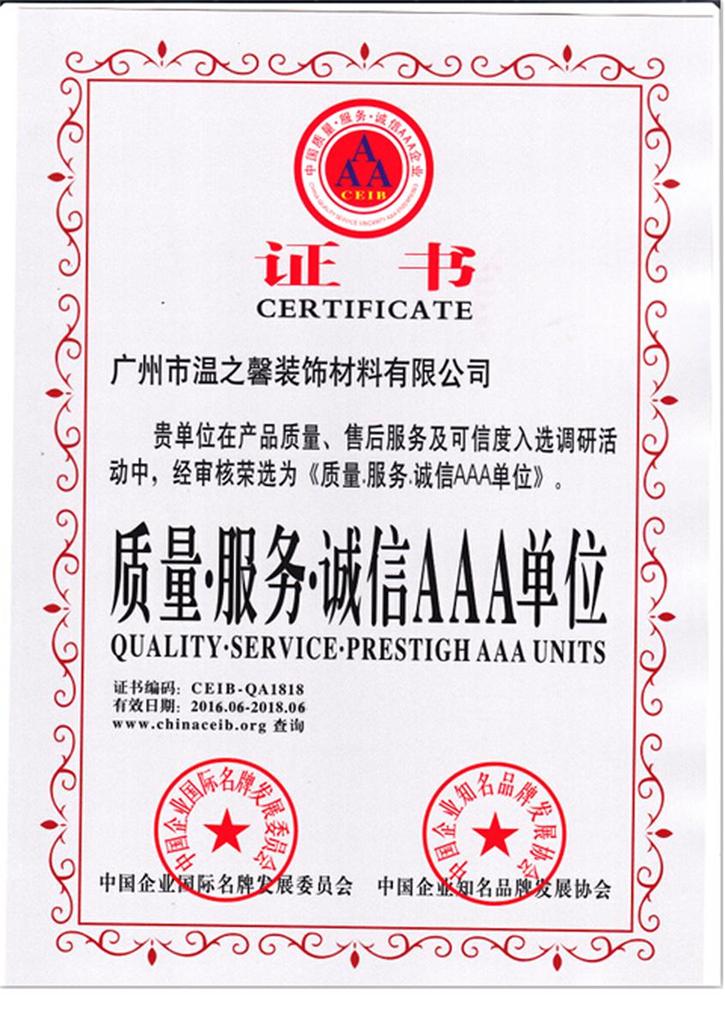 中国质量·服务·诚信AAA企业
A
AA
CEIB
CHINA QUALITY SERVICE SINCERITY AAA ENTERPRISES
证 书
CERTIFICATE
广州市温之馨装饰材料有限公司
贵单位在产品质量、售后服务及可信度入选调研活
动中，经审核荣选为《质量.服务.诚信AAA单位》。
质量·服务·诚信AAA单位
QUALITY·SERVICE·PRESTIGH AAA UNITS
证书编码：CEIB-QA1818
有效日期：2016.06-2018.06
www.chinaceib.org 查询
中国企业国际名牌发展委员会
中国企业知名品牌发展协会
中国企业国际名牌发展委员会 中国企业知名品牌发展协会